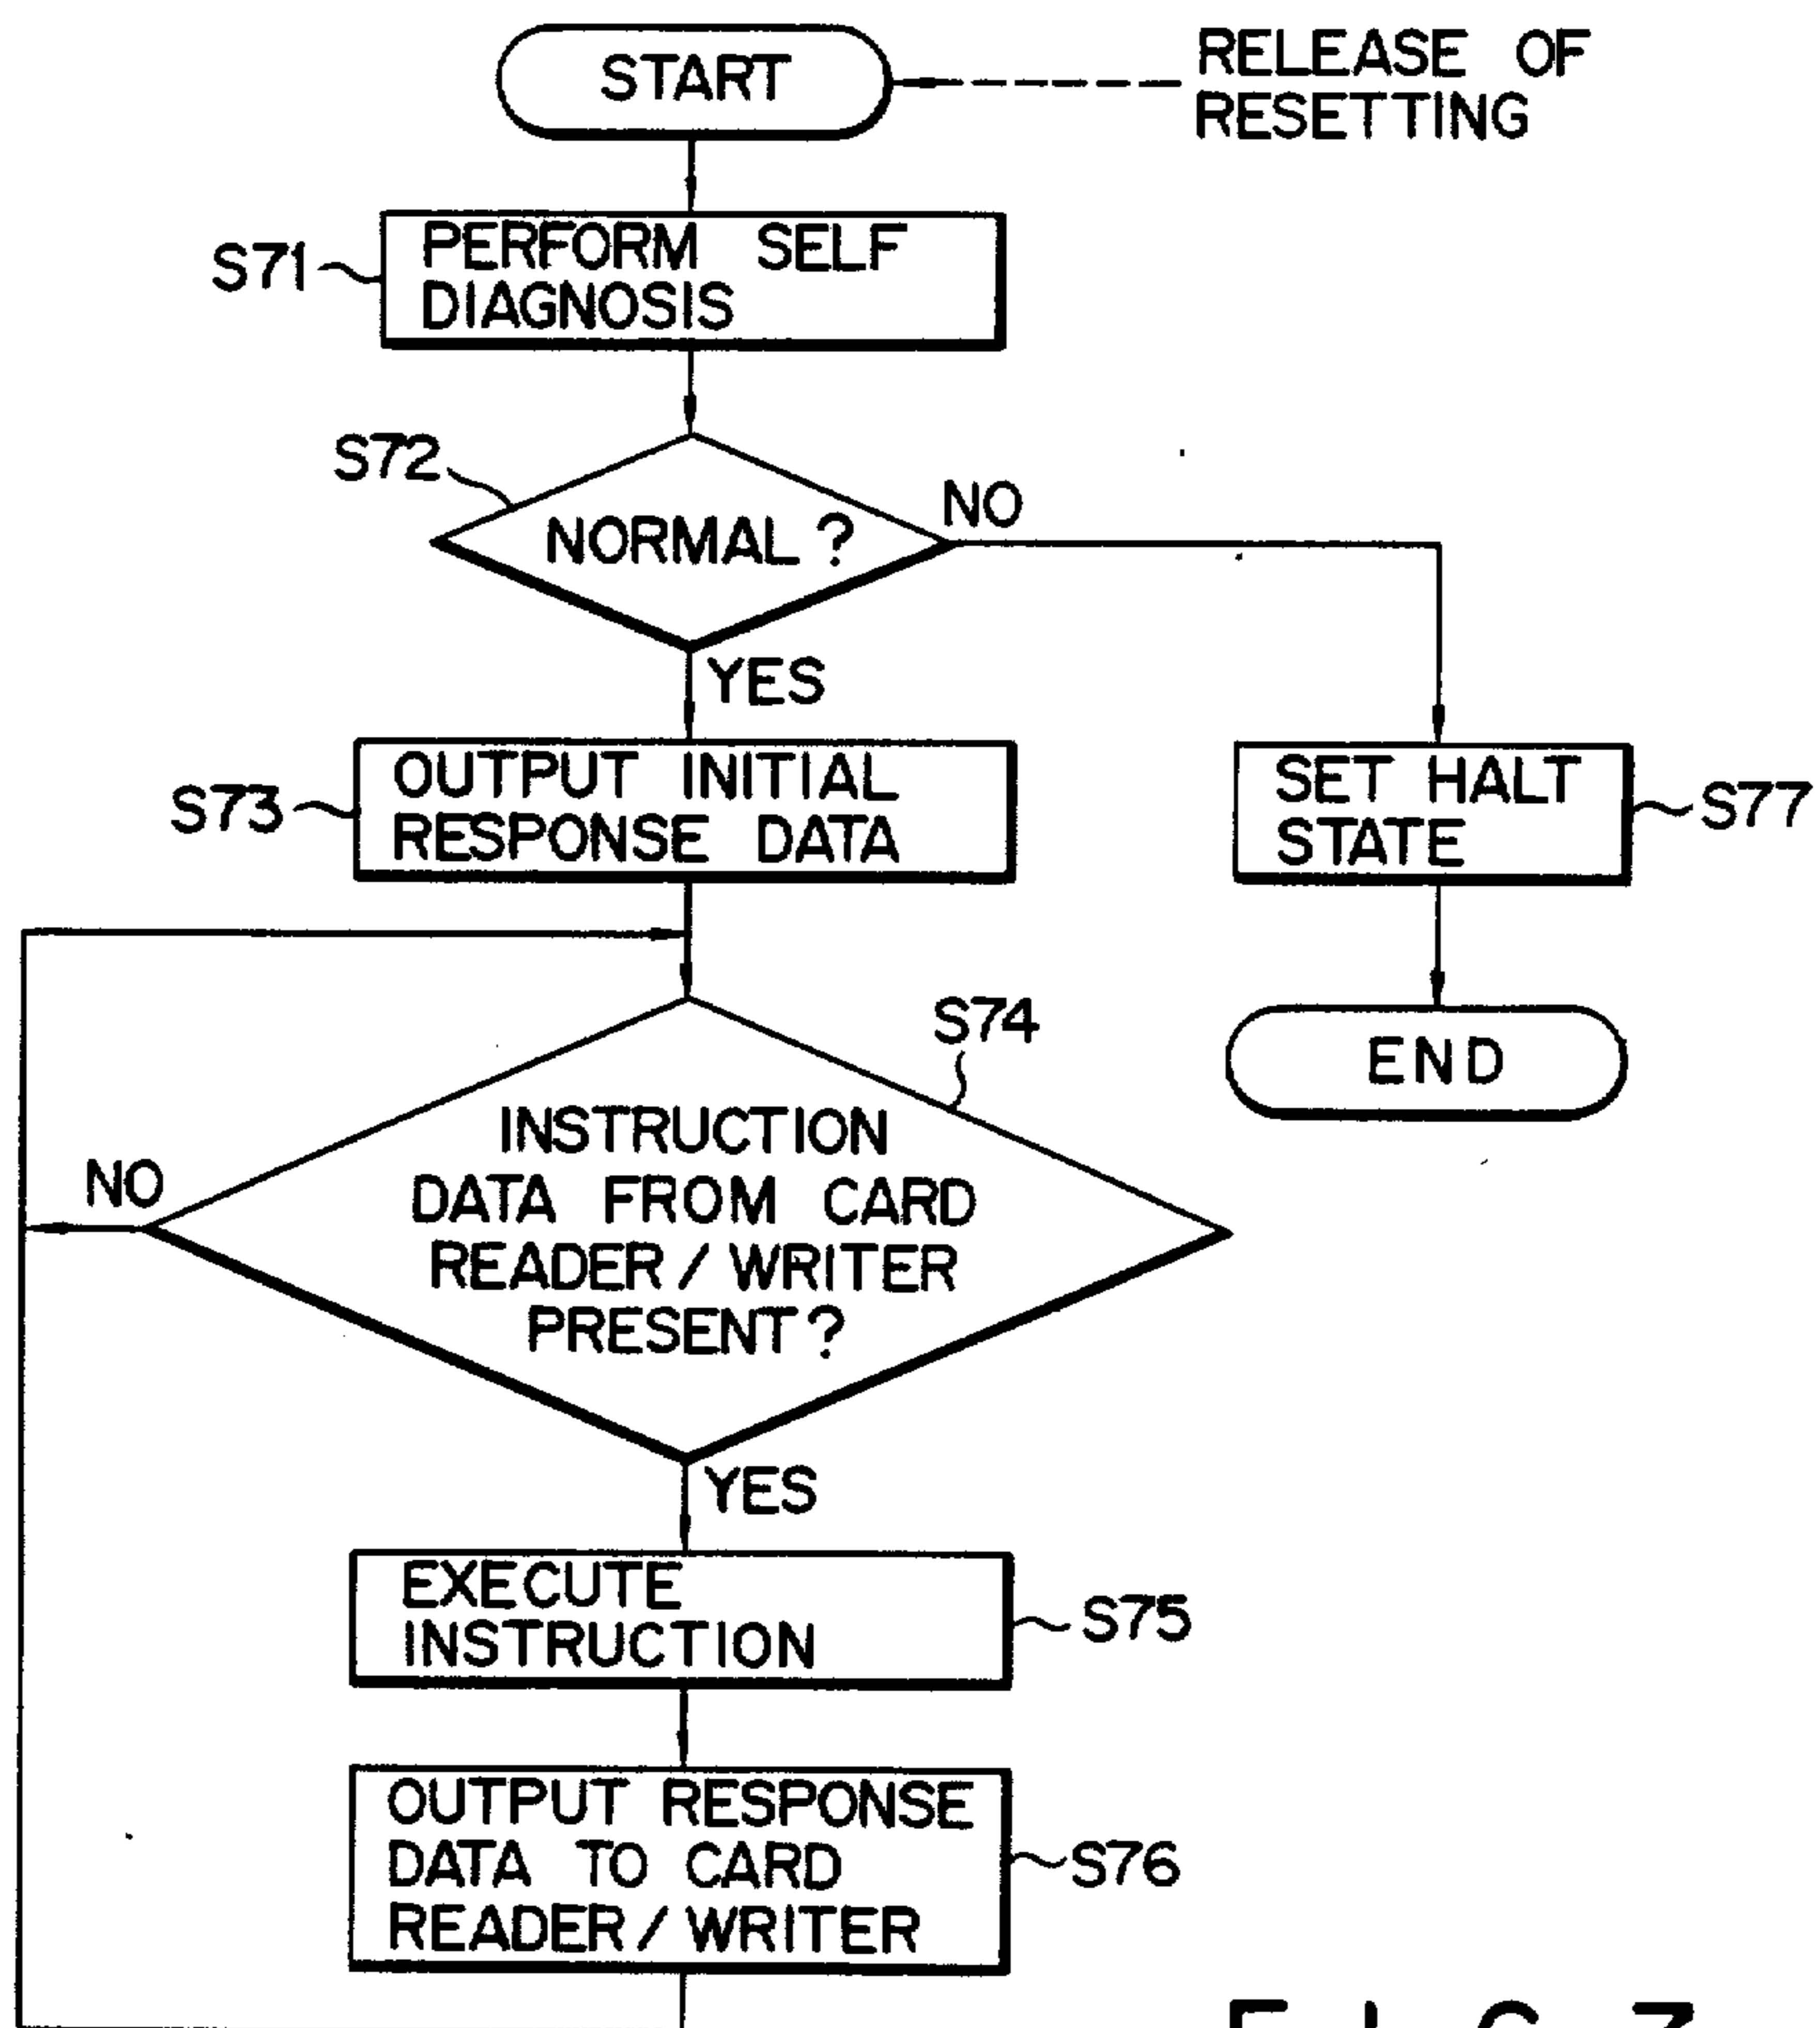 START
RELEASE OF
RESETTING
S71
PERFORM SELF
DIAGNOSIS
S72
NORMAL?
NO
YES
S73
OUTPUT INITIAL
RESPONSE DATA
SET HALT
STATE
S77
END
S74
INSTRUCTION
DATA FROM CARD
READER/WRITER
PRESENT?
NO
YES
EXECUTE
INSTRUCTION
S75
OUTPUT RESPONSE
DATA TO CARD
READER/WRITER
S76